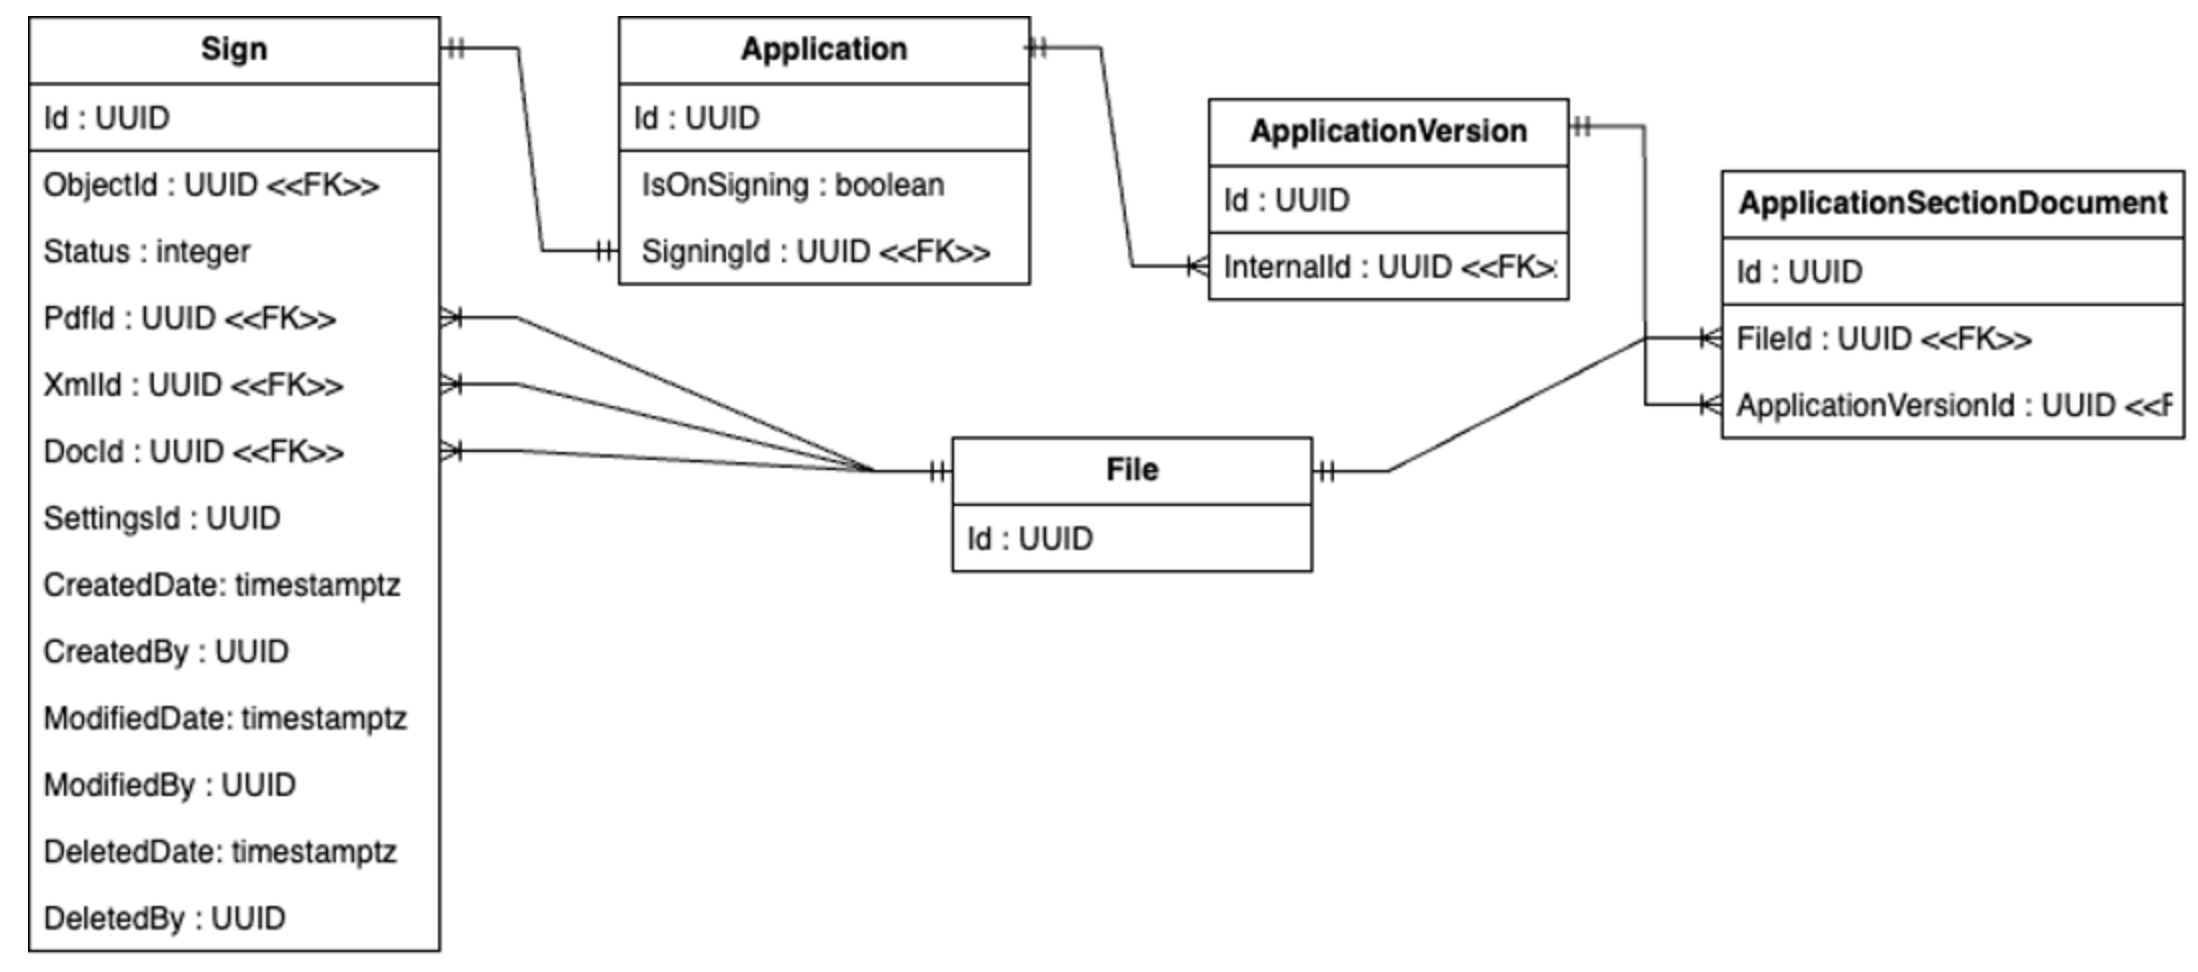 Sign
Id : UUID
ObjectId : UUID <<FK>>
Status : integer
PdfId : UUID <<FK>>
XmlId : UUID <<FK>>
DocId : UUID <<FK>>
SettingsId : UUID
CreatedDate: timestamptz
CreatedBy : UUID
ModifiedDate: timestamptz
ModifiedBy : UUID
DeletedDate: timestamptz
DeletedBy : UUID
Application
Id : UUID
IsOnSigning : boolean
SigningId : UUID <<FK>>
ApplicationVersion
Id : UUID
InternalId : UUID <<FK>
ApplicationSectionDocument
Id : UUID
FileId : UUID <<FK>>
ApplicationVersionId : UUID <<F
File
Id : UUID